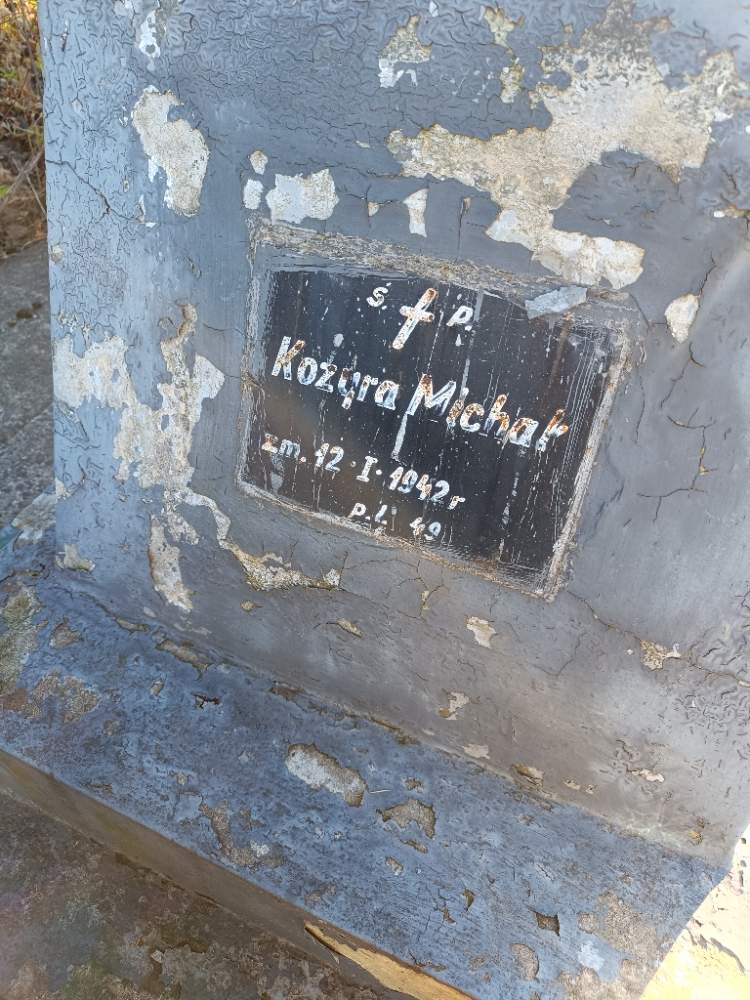 Ś. † P.
Kozyra Michał
zm. 12. I. 1942 r
p. l. 49